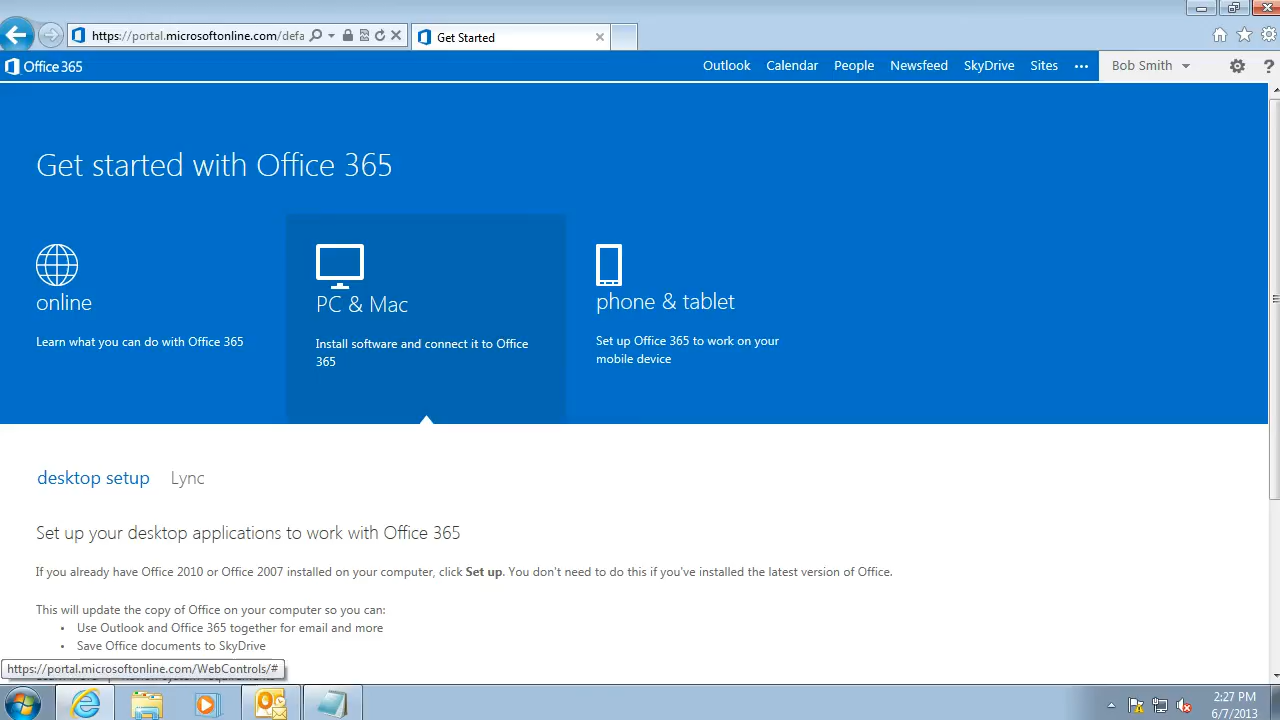 https://portal.microsoftonline.com/defa
Get Started
Office 365
Outlook Calendar People Newsfeed SkyDrive Sites ··· Bob Smith ?
Get started with Office 365
online
Learn what you can do with Office 365
PC & Mac
Install software and connect it to Office
365
phone & tablet
Set up Office 365 to work on your
mobile device
desktop setup Lync
Set up your desktop applications to work with Office 365
If you already have Office 2010 or Office 2007 installed on your computer, click Set up. You don't need to do this if you've installed the latest version of Office.
This will update the copy of Office on your computer so you can:
• Use Outlook and Office 365 together for email and more
• Save Office documents to SkyDrive
https://portal.microsoftonline.com/WebControls/#
2:27 PM
6/7/2013